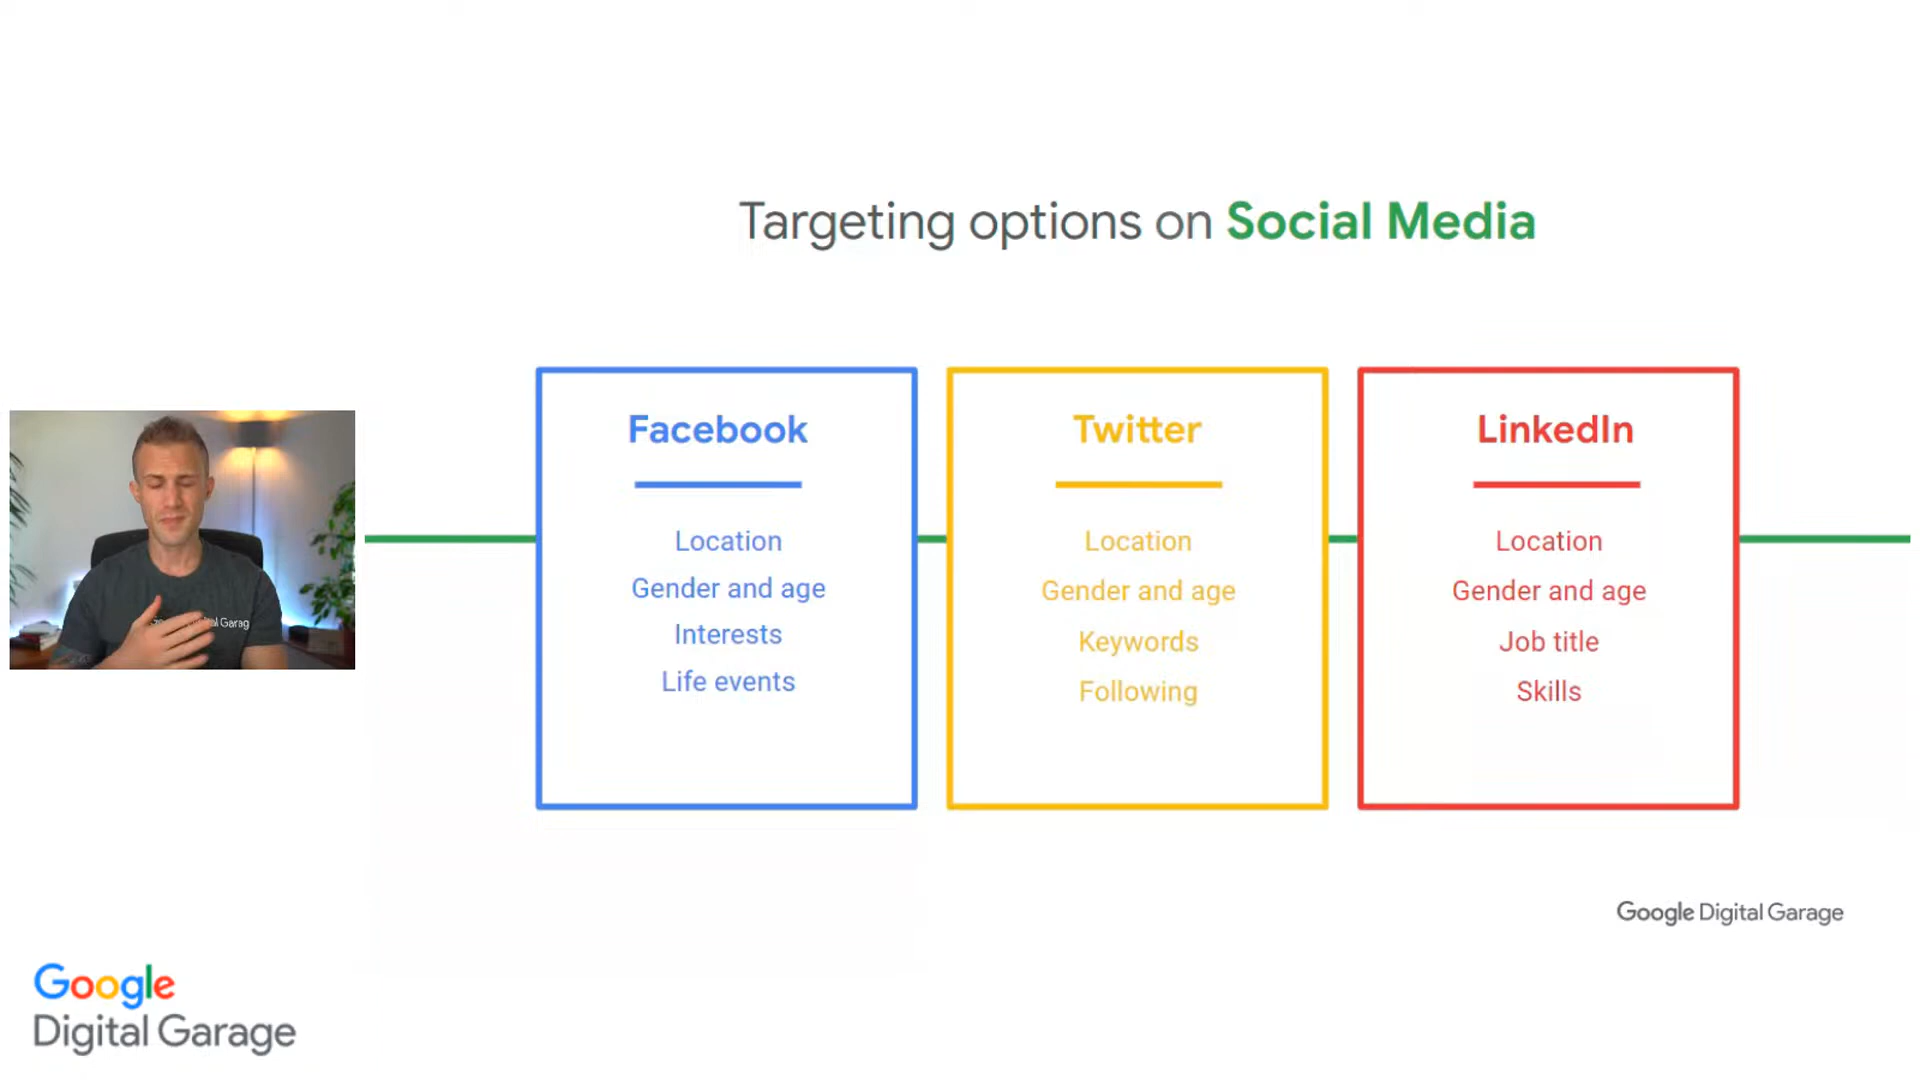 Targeting options on Social Media
Facebook
Location
Gender and age
Interests
Life events
Twitter
Location
Gender and age
Keywords
Following
LinkedIn
Location
Gender and age
Job title
Skills
Google Digital Garage
Google
Digital Garage